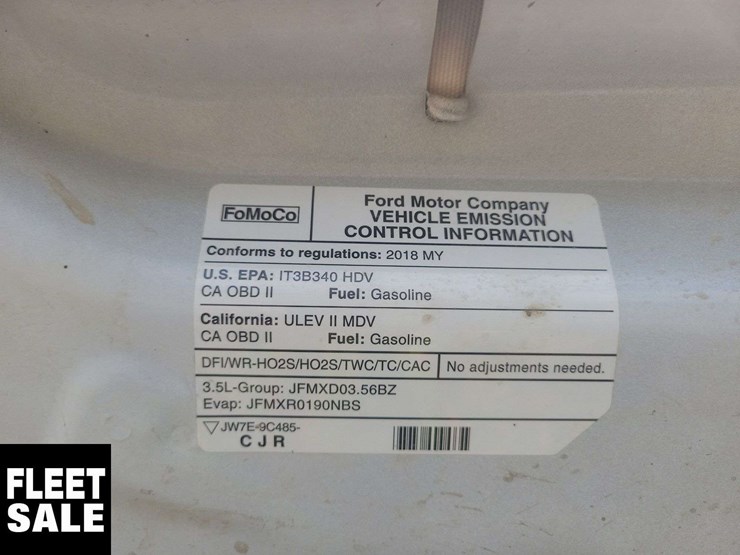 FoMoCo
Ford Motor Company
VEHICLE EMISSION
CONTROL INFORMATION
Conforms to regulations: 2018 MY
U.S. EPA: IT3B340 HDV
CA OBD II Fuel: Gasoline
California: ULEV II MDV
CA OBD II Fuel: Gasoline
DFI/WR-HO2S/HO2S/TWC/TC/CAC No adjustments needed.
3.5L-Group: JFMXD03.56BZ
Evap: JFMXR0190NBS
JW7E-9C485-
C J R
FLEET
SALE